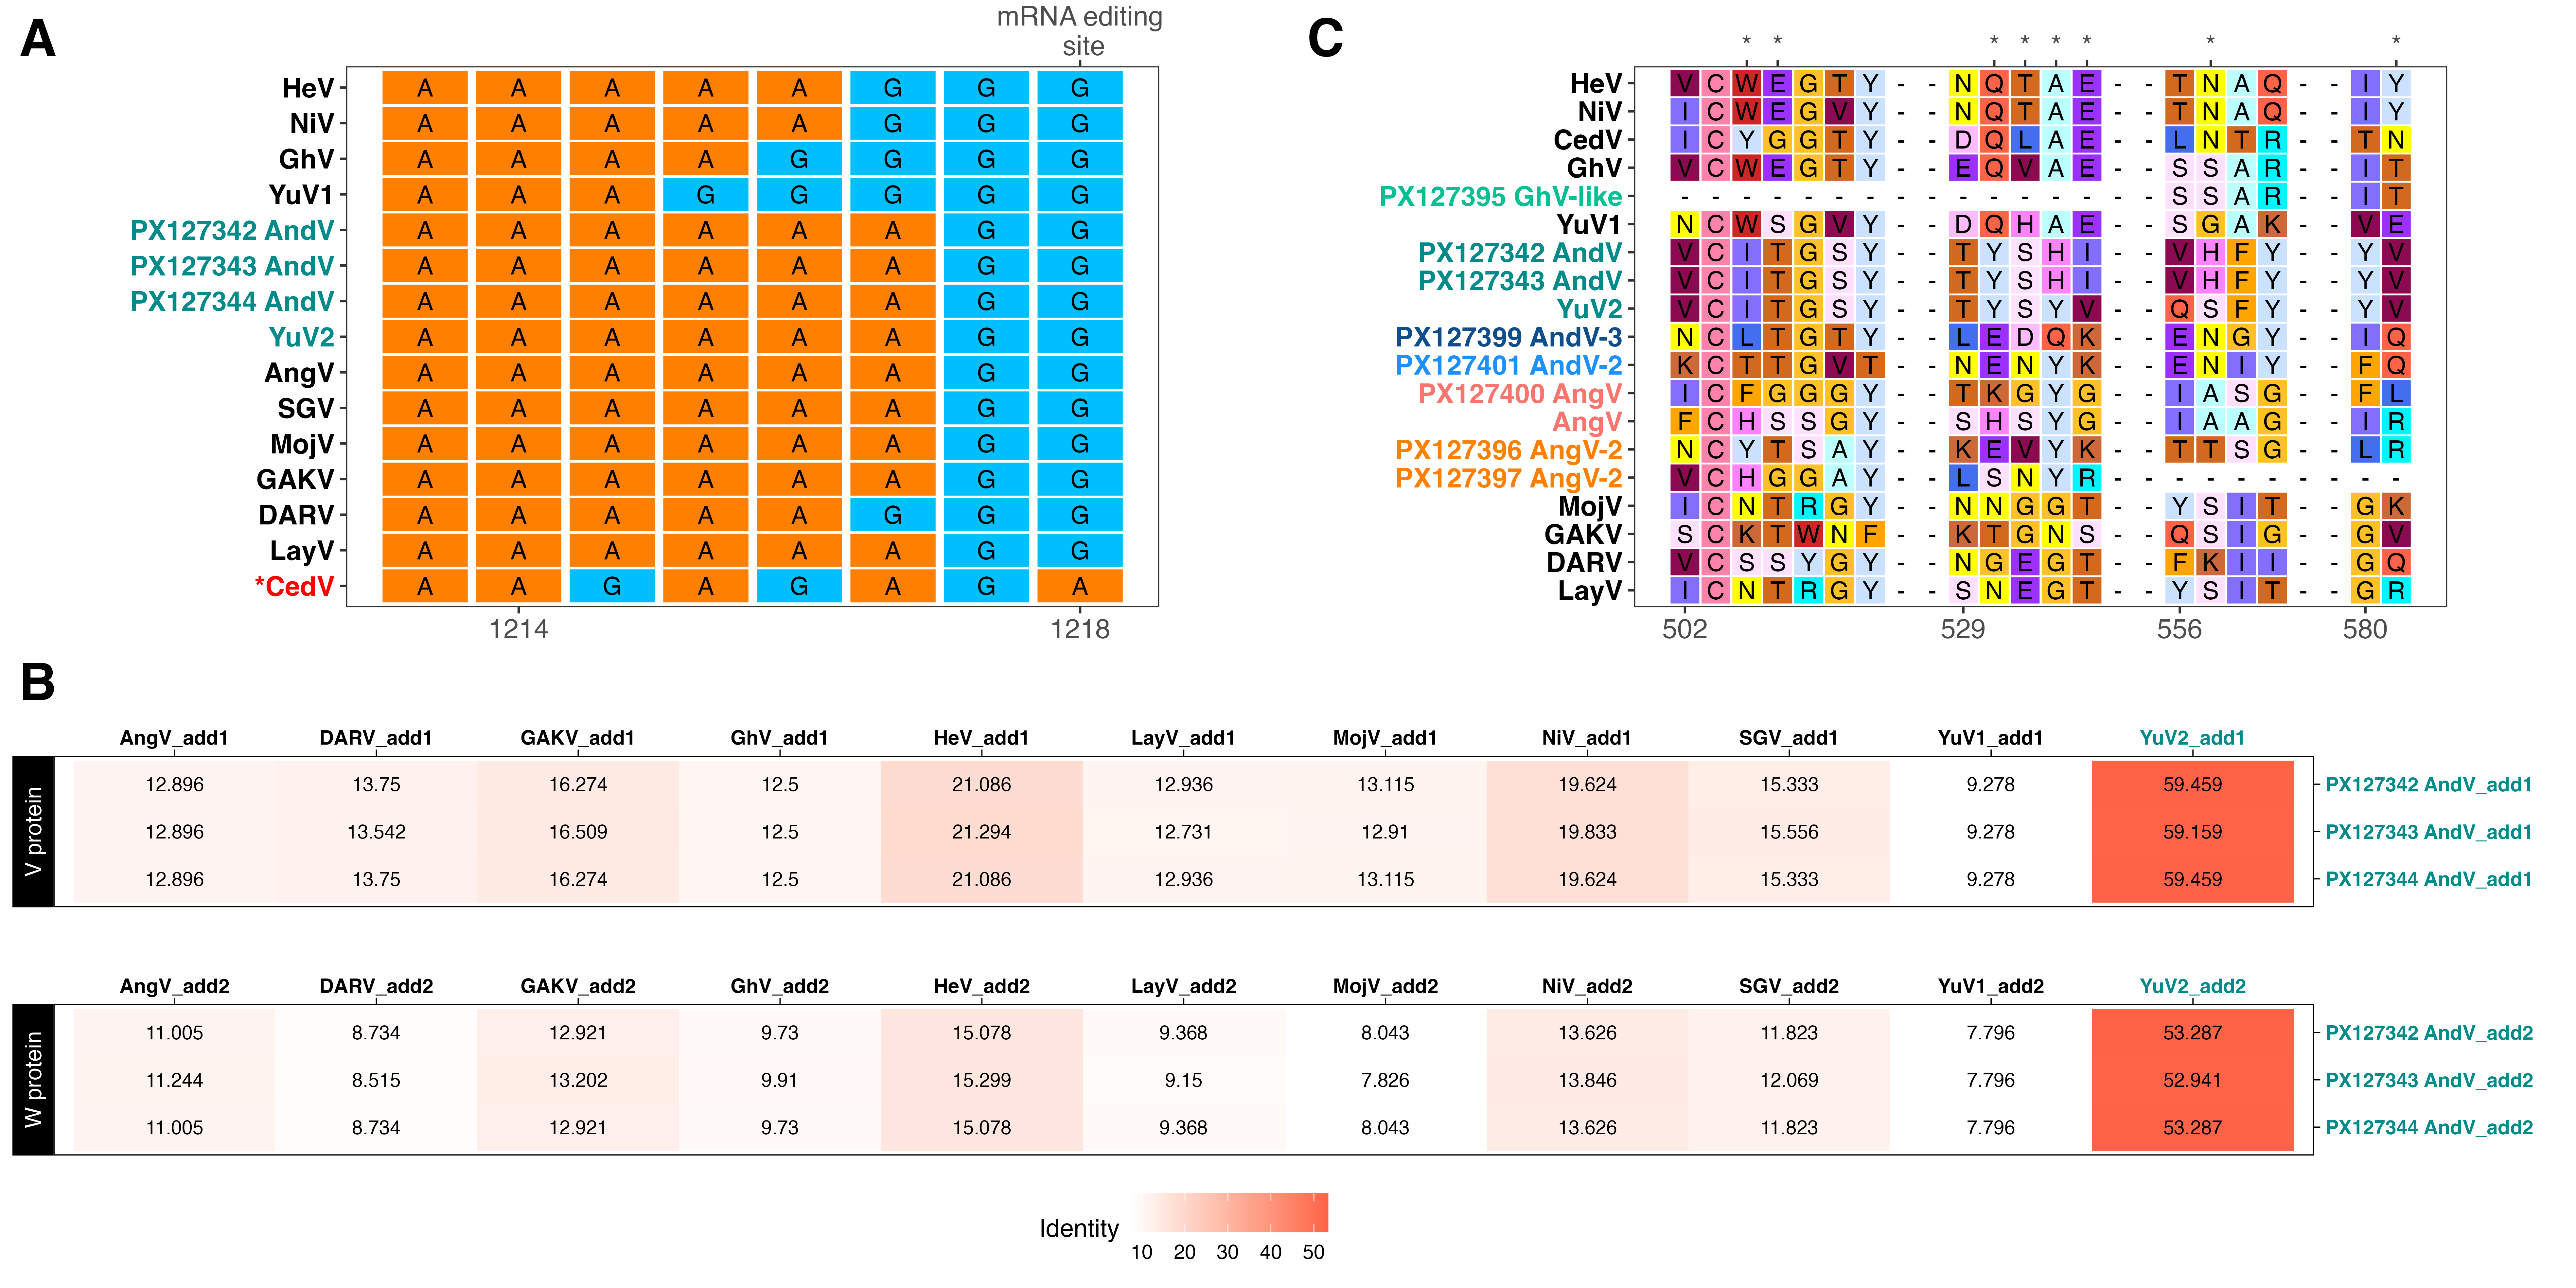 A
mRNA editing
site
HeV A A A A A G G G
NiV A A A A A G G G
GhV A A A A G G G G
YuV1 A A A G G G G G
PX127342 AndV A A A A A A G G
PX127343 AndV A A A A A A G G
PX127344 AndV A A A A A A G G
YuV2 A A A A A A G G
AngV A A A A A A G G
SGV A A A A A A G G
MojV A A A A A A G G
GAKV A A A A A A G G
DARV A A A A A G G G
LayV A A A A A A G G
*CedV A A G A G A G A
1214 1218
C
* * * * * * * *
HeV V C W E G T Y - - N Q T A E - - T N A Q - - I Y
NiV I C W E G V Y - - N Q T A E - - T N A Q - - I Y
CedV I C Y G G T Y - - D Q L A E - - L N T R - - T N
GhV V C W E G T Y - - E Q V A E - - S S A R - - I T
PX127395 GhV-like - - - - - - - - - - - - - - - - S S A R - - I T
YuV1 N C W S G V Y - - D Q H A E - - S G A K - - V E
PX127342 AndV V C I T G S Y - - T Y S H I - - V H F Y - - Y V
PX127343 AndV V C I T G S Y - - T Y S H I - - V H F Y - - Y V
YuV2 V C I T G S Y - - T Y S Y V - - Q S F Y - - Y V
PX127399 AndV-3 N C L T G T Y - - L E D Q K - - E N G Y - - I Q
PX127401 AndV-2 K C T T G V T - - N E N Y K - - E N I Y - - F Q
PX127400 AngV I C F G G G Y - - T K G Y G - - I A S G - - F L
AngV F C H S S G Y - - S H S Y G - - I A A G - - I R
PX127396 AngV-2 N C Y T S A Y - - K E V Y K - - T T S G - - L R
PX127397 AngV-2 V C H G G A Y - - L S N Y R - - - - - - - - - -
MojV I C N T R G Y - - N N G G T - - Y S I T - - G K
GAKV S C K T W N F - - K T G N S - - Q S I G - - G V
DARV V C S S Y G Y - - N G E G T - - F K I I - - G Q
LayV I C N T R G Y - - S N E G T - - Y S I T - - G R
502 529 556 580
B
AngV_add1 DARV_add1 GAKV_add1 GhV_add1 HeV_add1 LayV_add1 MojV_add1 NiV_add1 SGV_add1 YuV1_add1 YuV2_add1
V protein
12.896 13.75 16.274 12.5 21.086 12.936 13.115 19.624 15.333 9.278 59.459 PX127342 AndV_add1
12.896 13.542 16.509 12.5 21.294 12.731 12.91 19.833 15.556 9.278 59.159 PX127343 AndV_add1
12.896 13.75 16.274 12.5 21.086 12.936 13.115 19.624 15.333 9.278 59.459 PX127344 AndV_add1
AngV_add2 DARV_add2 GAKV_add2 GhV_add2 HeV_add2 LayV_add2 MojV_add2 NiV_add2 SGV_add2 YuV1_add2 YuV2_add2
W protein
11.005 8.734 12.921 9.73 15.078 9.368 8.043 13.626 11.823 7.796 53.287 PX127342 AndV_add2
11.244 8.515 13.202 9.91 15.299 9.15 7.826 13.846 12.069 7.796 52.941 PX127343 AndV_add2
11.005 8.734 12.921 9.73 15.078 9.368 8.043 13.626 11.823 7.796 53.287 PX127344 AndV_add2
Identity
10 20 30 40 50